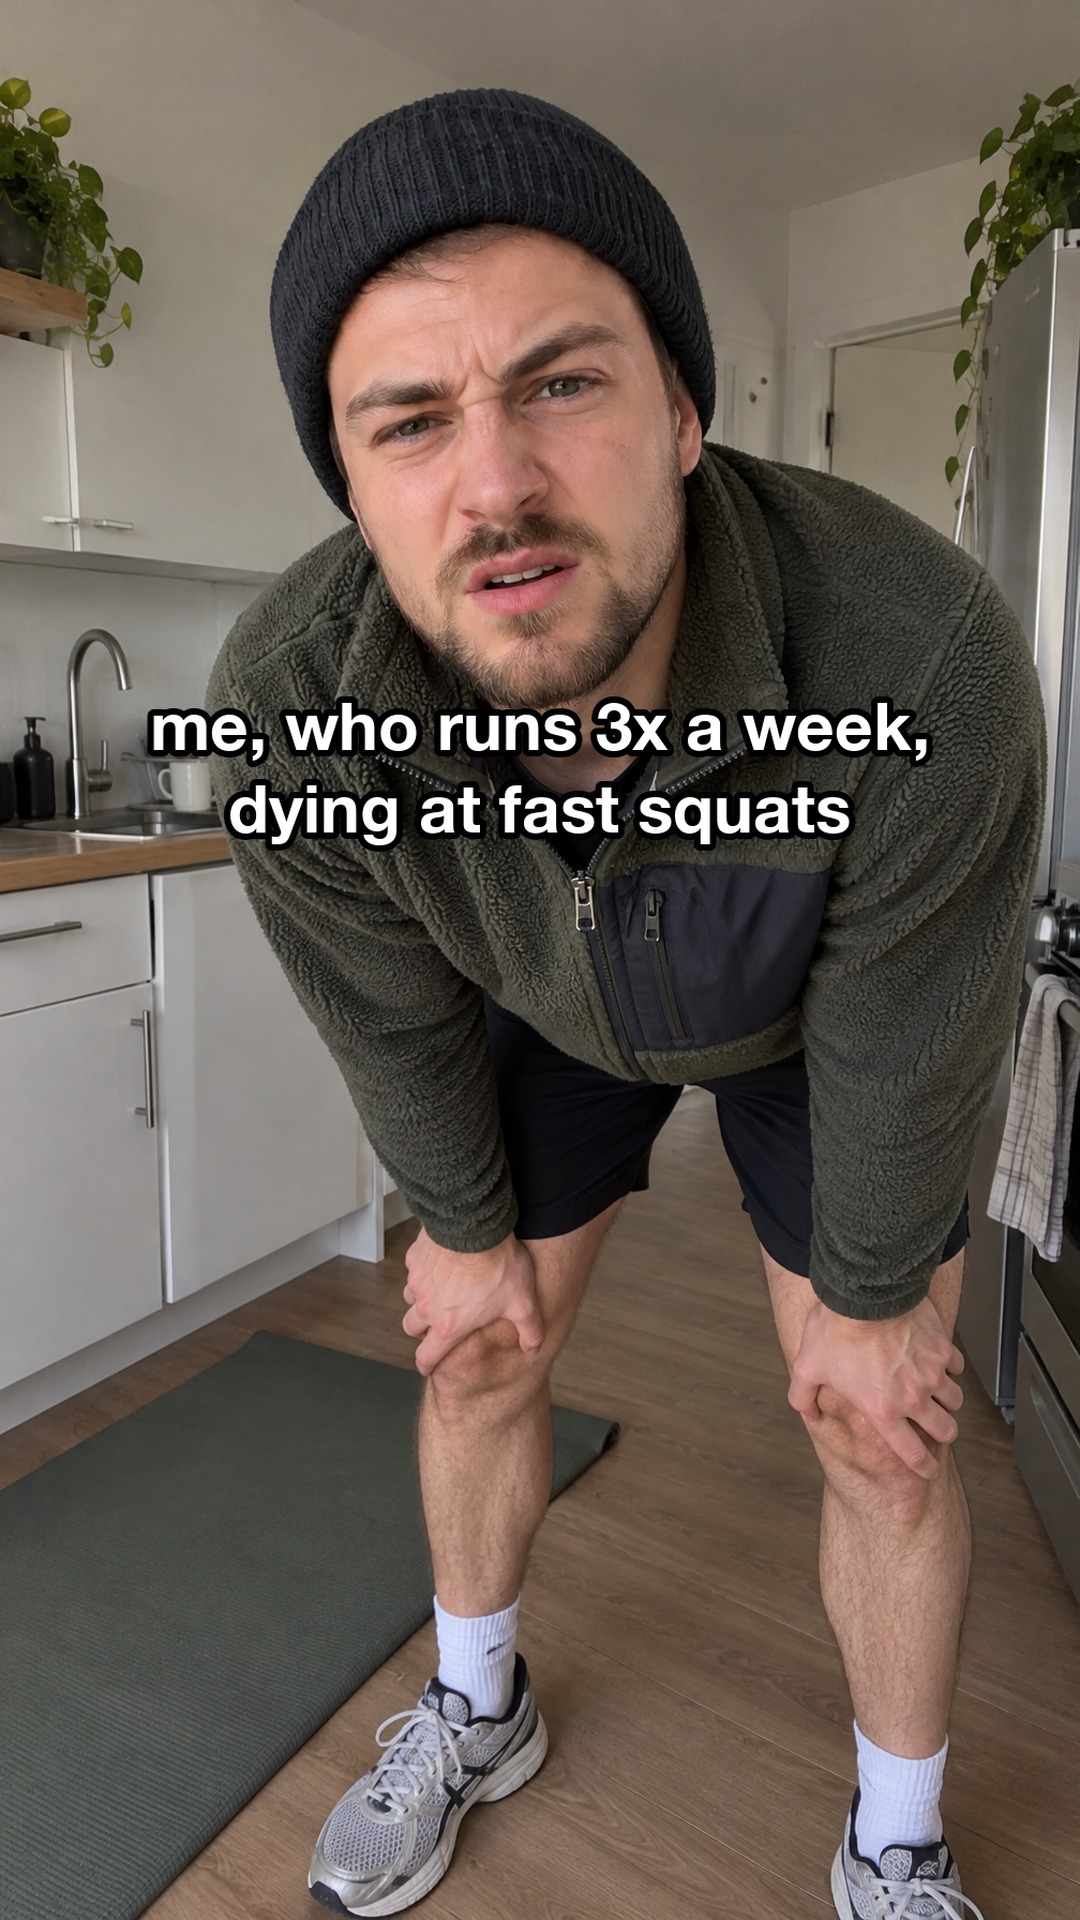 me, who runs 3x a week,
dying at fast squats